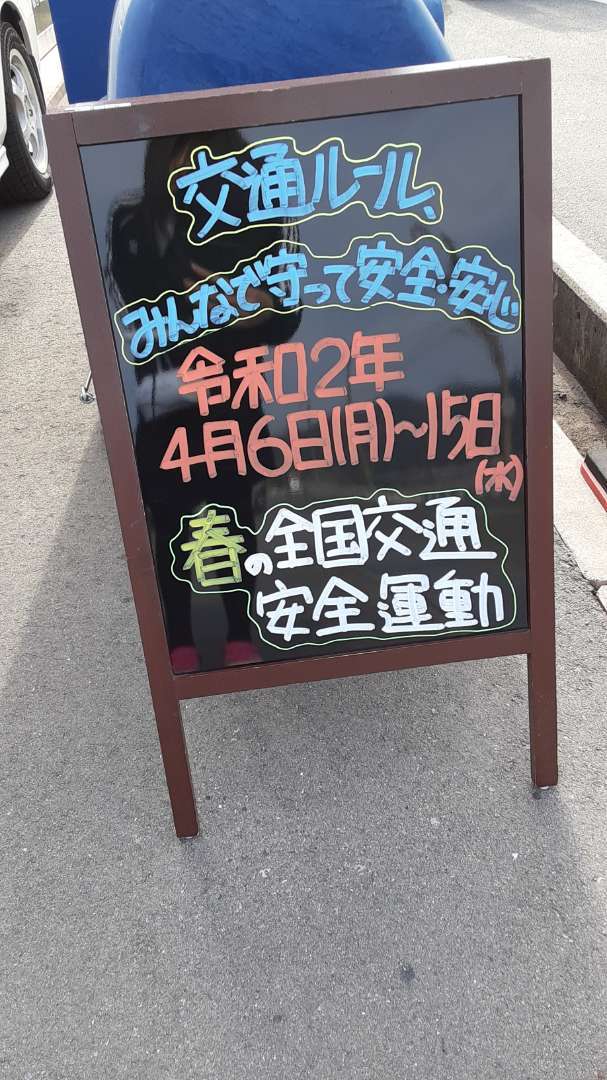 交通ルール、
みんなで守って安全・安心
令和2年
4月6日(月)～15日
(水)
春の全国交通
安全運動